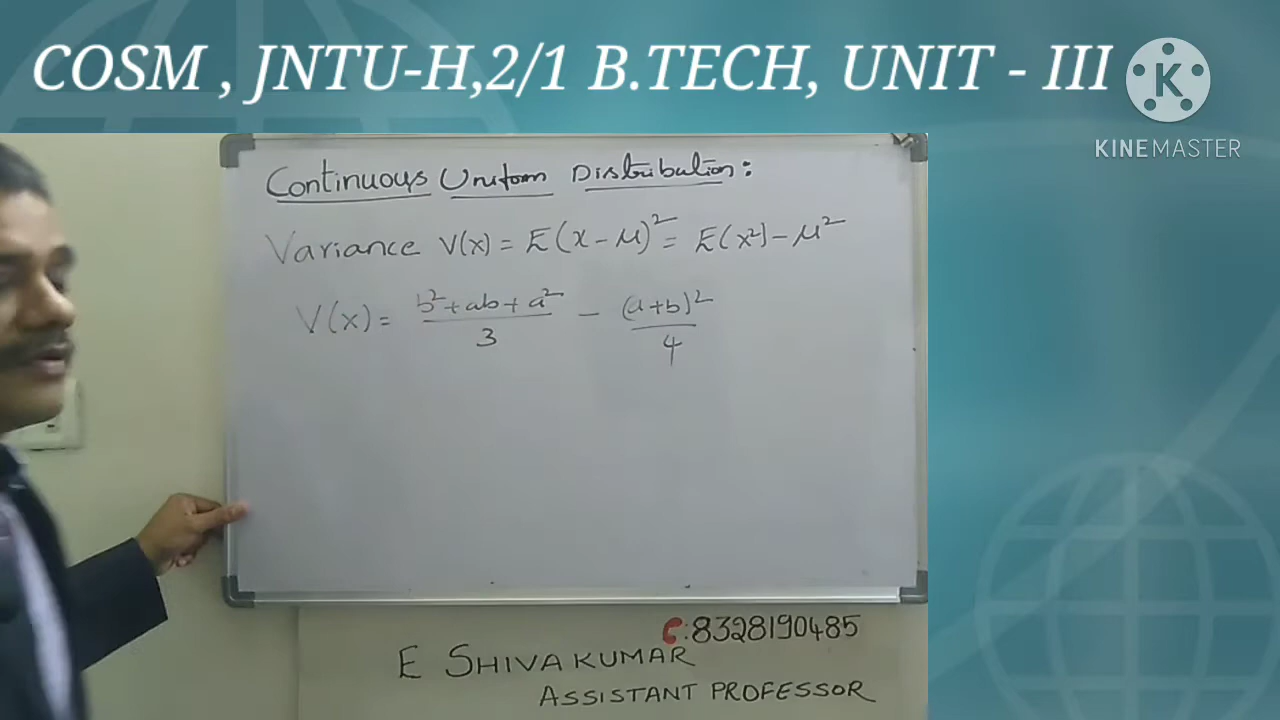 COSM , JNTU-H,2/1 B.TECH, UNIT - III
K
KINEMASTER
Continuous Uniform Distribution:
Variance V(x) = E(x-μ)² = E(x²)-μ²
V(x) = b²+ab+a²/3 - (a+b)²/4
C:8328190485
E SHIVAKUMAR
ASSISTANT PROFESSOR